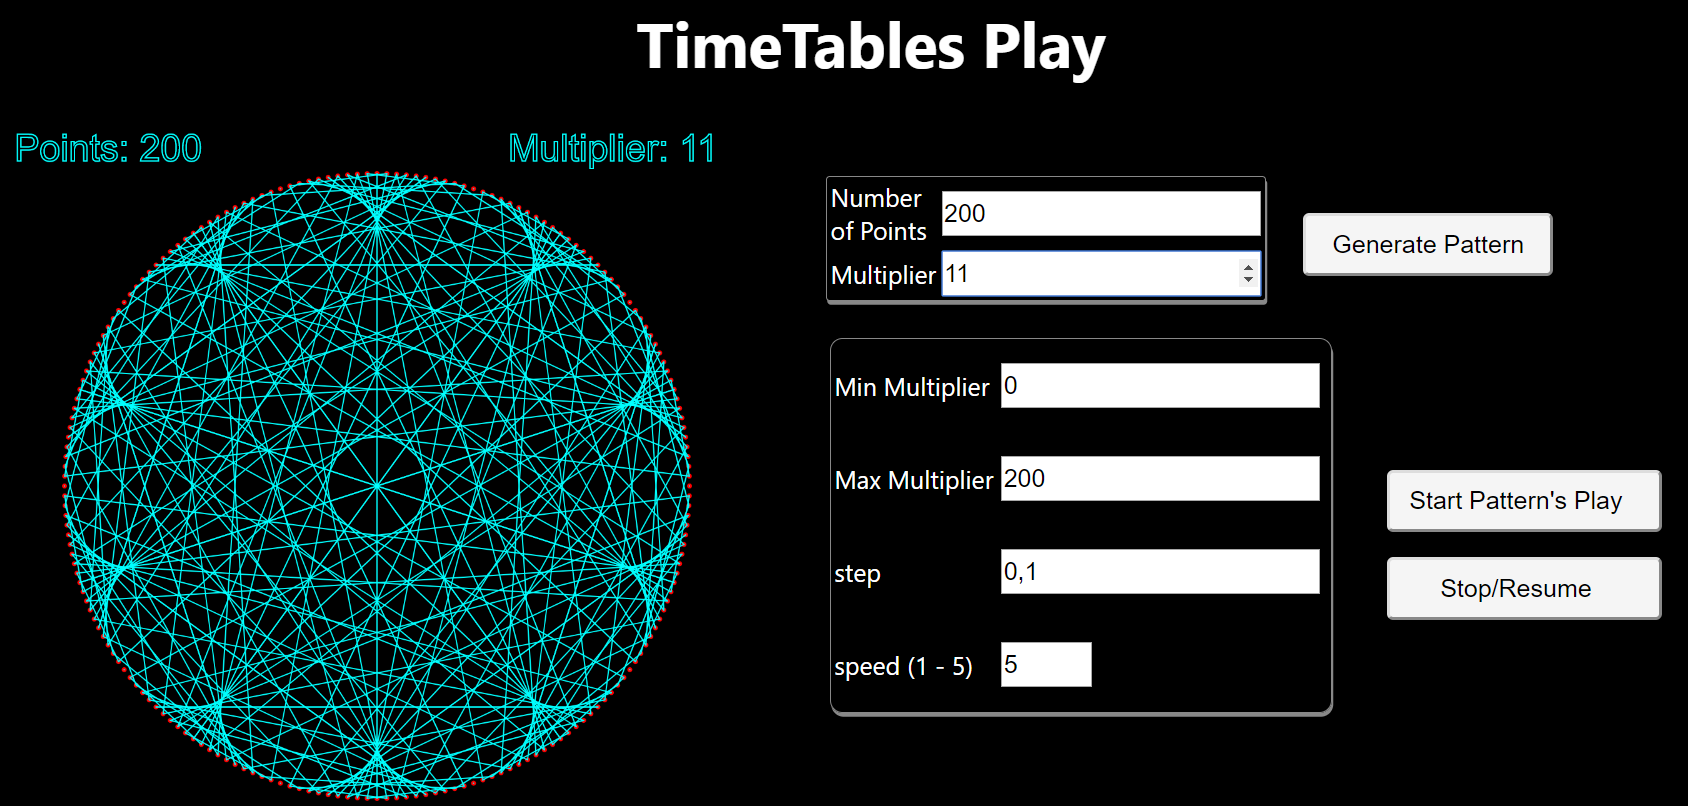 TimeTables Play
Points: 200
Multiplier: 11
Number
of Points
200
Multiplier
11
Generate Pattern
Min Multiplier
0
Max Multiplier
200
step
0,1
speed (1 - 5)
5
Start Pattern's Play
Stop/Resume